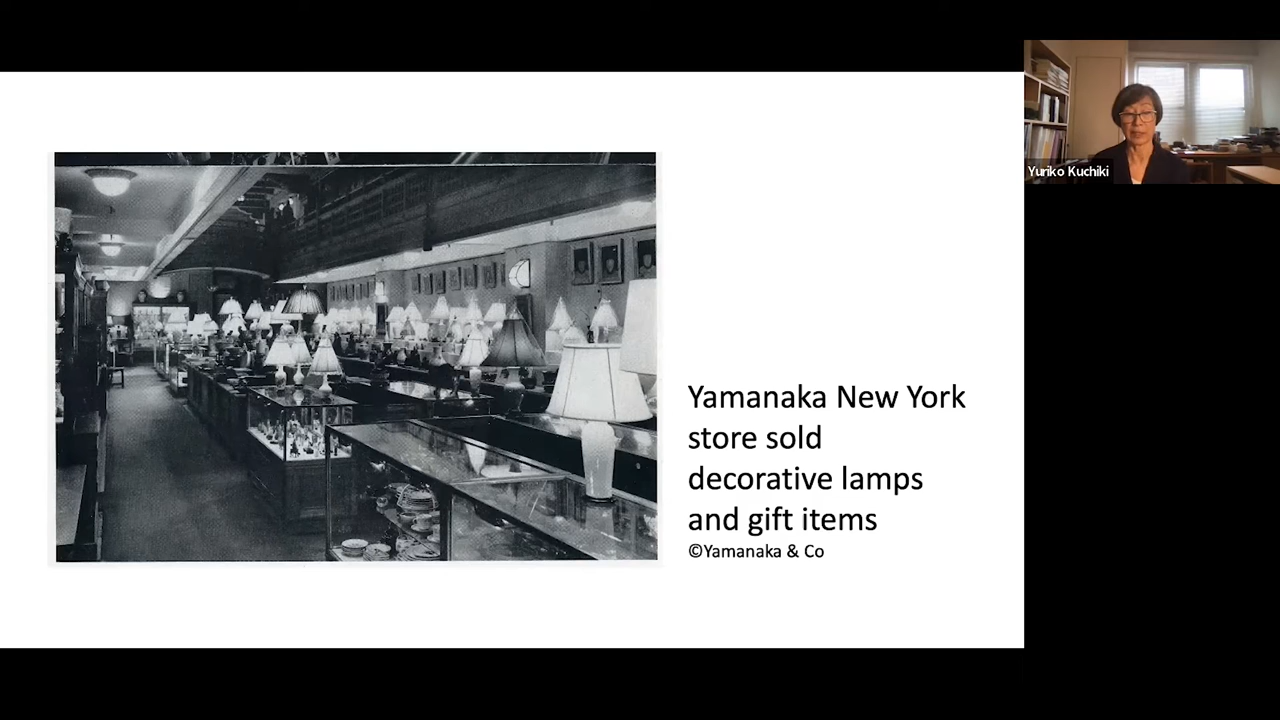 Yuriko Kuchiki
Yamanaka New York
store sold
decorative lamps
and gift items
©Yamanaka & Co